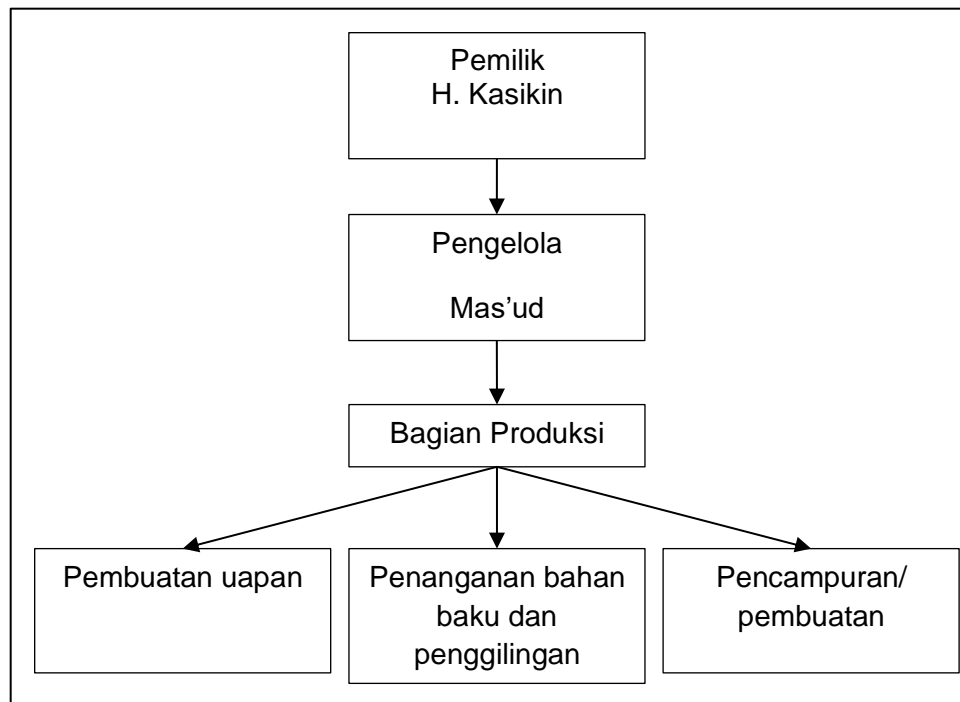 Pemilik
H. Kasikin
Pengelola
Mas’ud
Bagian Produksi
Pembuatan uapan
Penanganan bahan
baku dan
penggilingan
Pencampuran/
pembuatan